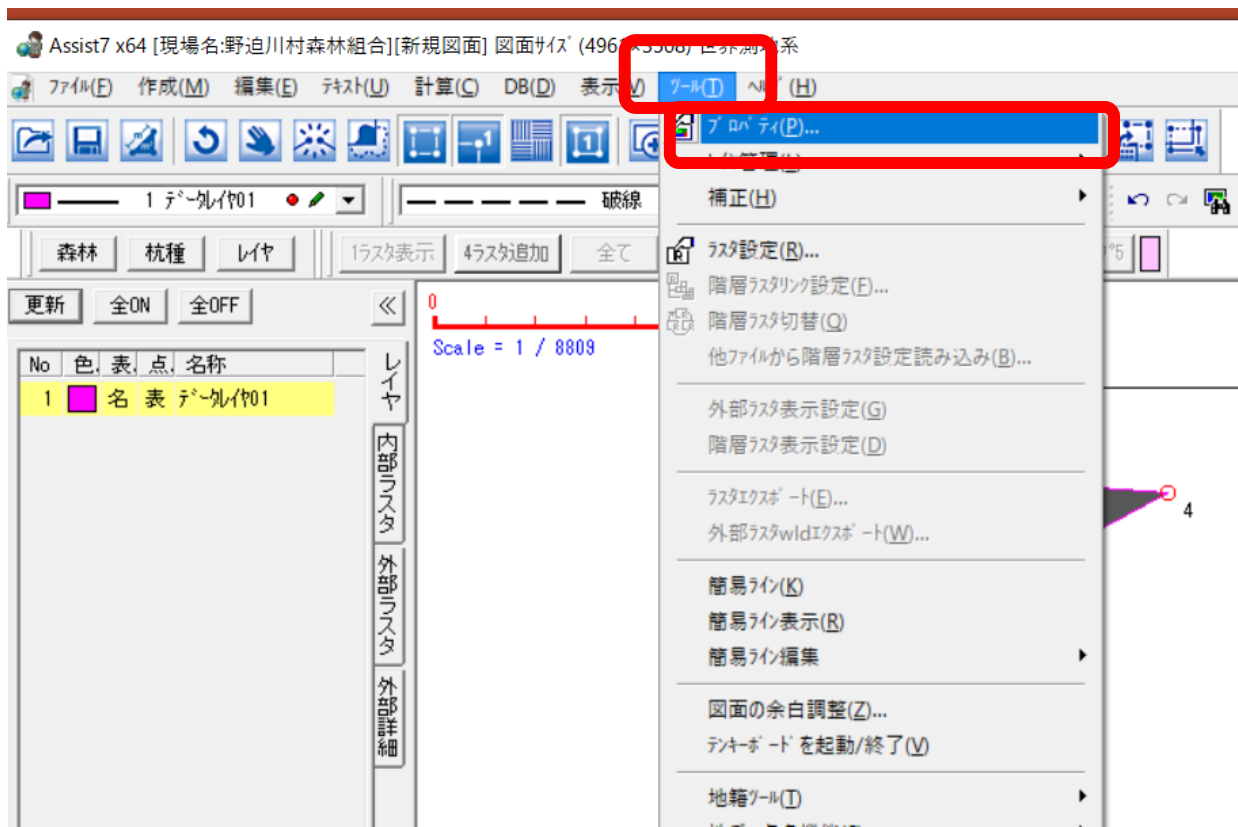 Assist7 x64 [現場名:野迫川村森林組合][新規図面] 図面ｻｲｽﾞ (4961×3508) 世界測地系
ﾌｧｲﾙ(F) 作成(M) 編集(E) ﾃｷｽﾄ(U) 計算(C) DB(D) 表示(V) ﾂｰﾙ(T) ﾍﾙﾌﾟ(H)
1 ﾃﾞｰﾀﾚｲﾔ01
破線
森林 杭種 ﾚｲﾔ 1ﾗｽﾀ表示 4ﾗｽﾀ追加 全て
更新 全ON 全OFF
≪
No 色. 表. 点. 名称
1 名 表 ﾃﾞｰﾀﾚｲﾔ01
レイヤ
内部ラスタ
外部ラスタ
外部詳細
0
Scale = 1 / 8809
ﾌﾟﾛﾊﾟﾃｨ(P)...
補正(H)
ﾗｽﾀ設定(R)...
階層ﾗｽﾀﾘﾝｸ設定(F)...
階層ﾗｽﾀ切替(Q)
他ﾌｧｲﾙから階層ﾗｽﾀ設定読み込み(B)...
外部ﾗｽﾀ表示設定(G)
階層ﾗｽﾀ表示設定(D)
ﾗｽﾀｴｸｽﾎﾟｰﾄ(E)...
外部ﾗｽﾀwldｴｸｽﾎﾟｰﾄ(W)...
簡易ﾗｲﾝ(K)
簡易ﾗｲﾝ表示(R)
簡易ﾗｲﾝ編集
図面の余白調整(Z)...
ﾃﾝｷｰﾎﾞｰﾄﾞを起動/終了(V)
地籍ﾂｰﾙ(T)
4